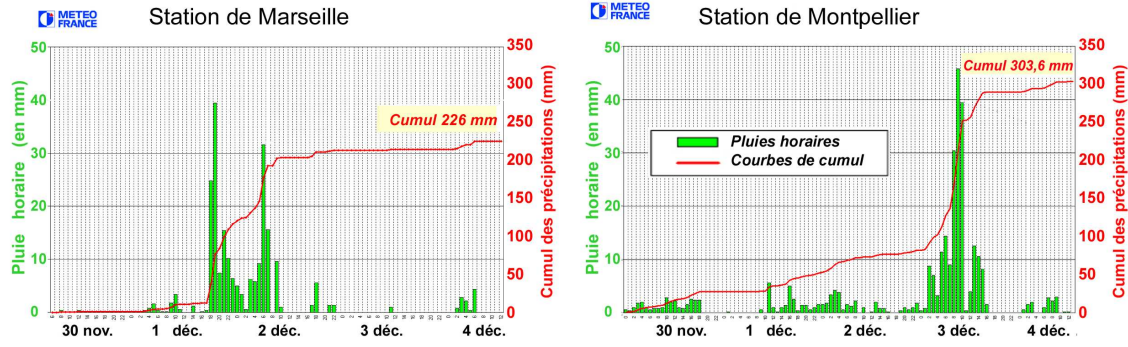 METEO
FRANCE
Station de Marseille
50
40
30
20
10
0
Pluie horaire (en mm)
350
300
250
200
150
100
50
0
Cumul des précipitations (mm)
Cumul 226 mm
30 nov. 1 déc. 2 déc. 3 déc. 4 déc.
METEO
FRANCE
Station de Montpellier
50
40
30
20
10
0
Pluie horaire (en mm)
350
300
250
200
150
100
50
0
Cumul des précipitations (mm)
Cumul 303,6 mm
Pluies horaires
Courbes de cumul
30 nov. 1 déc. 2 déc. 3 déc. 4 déc.